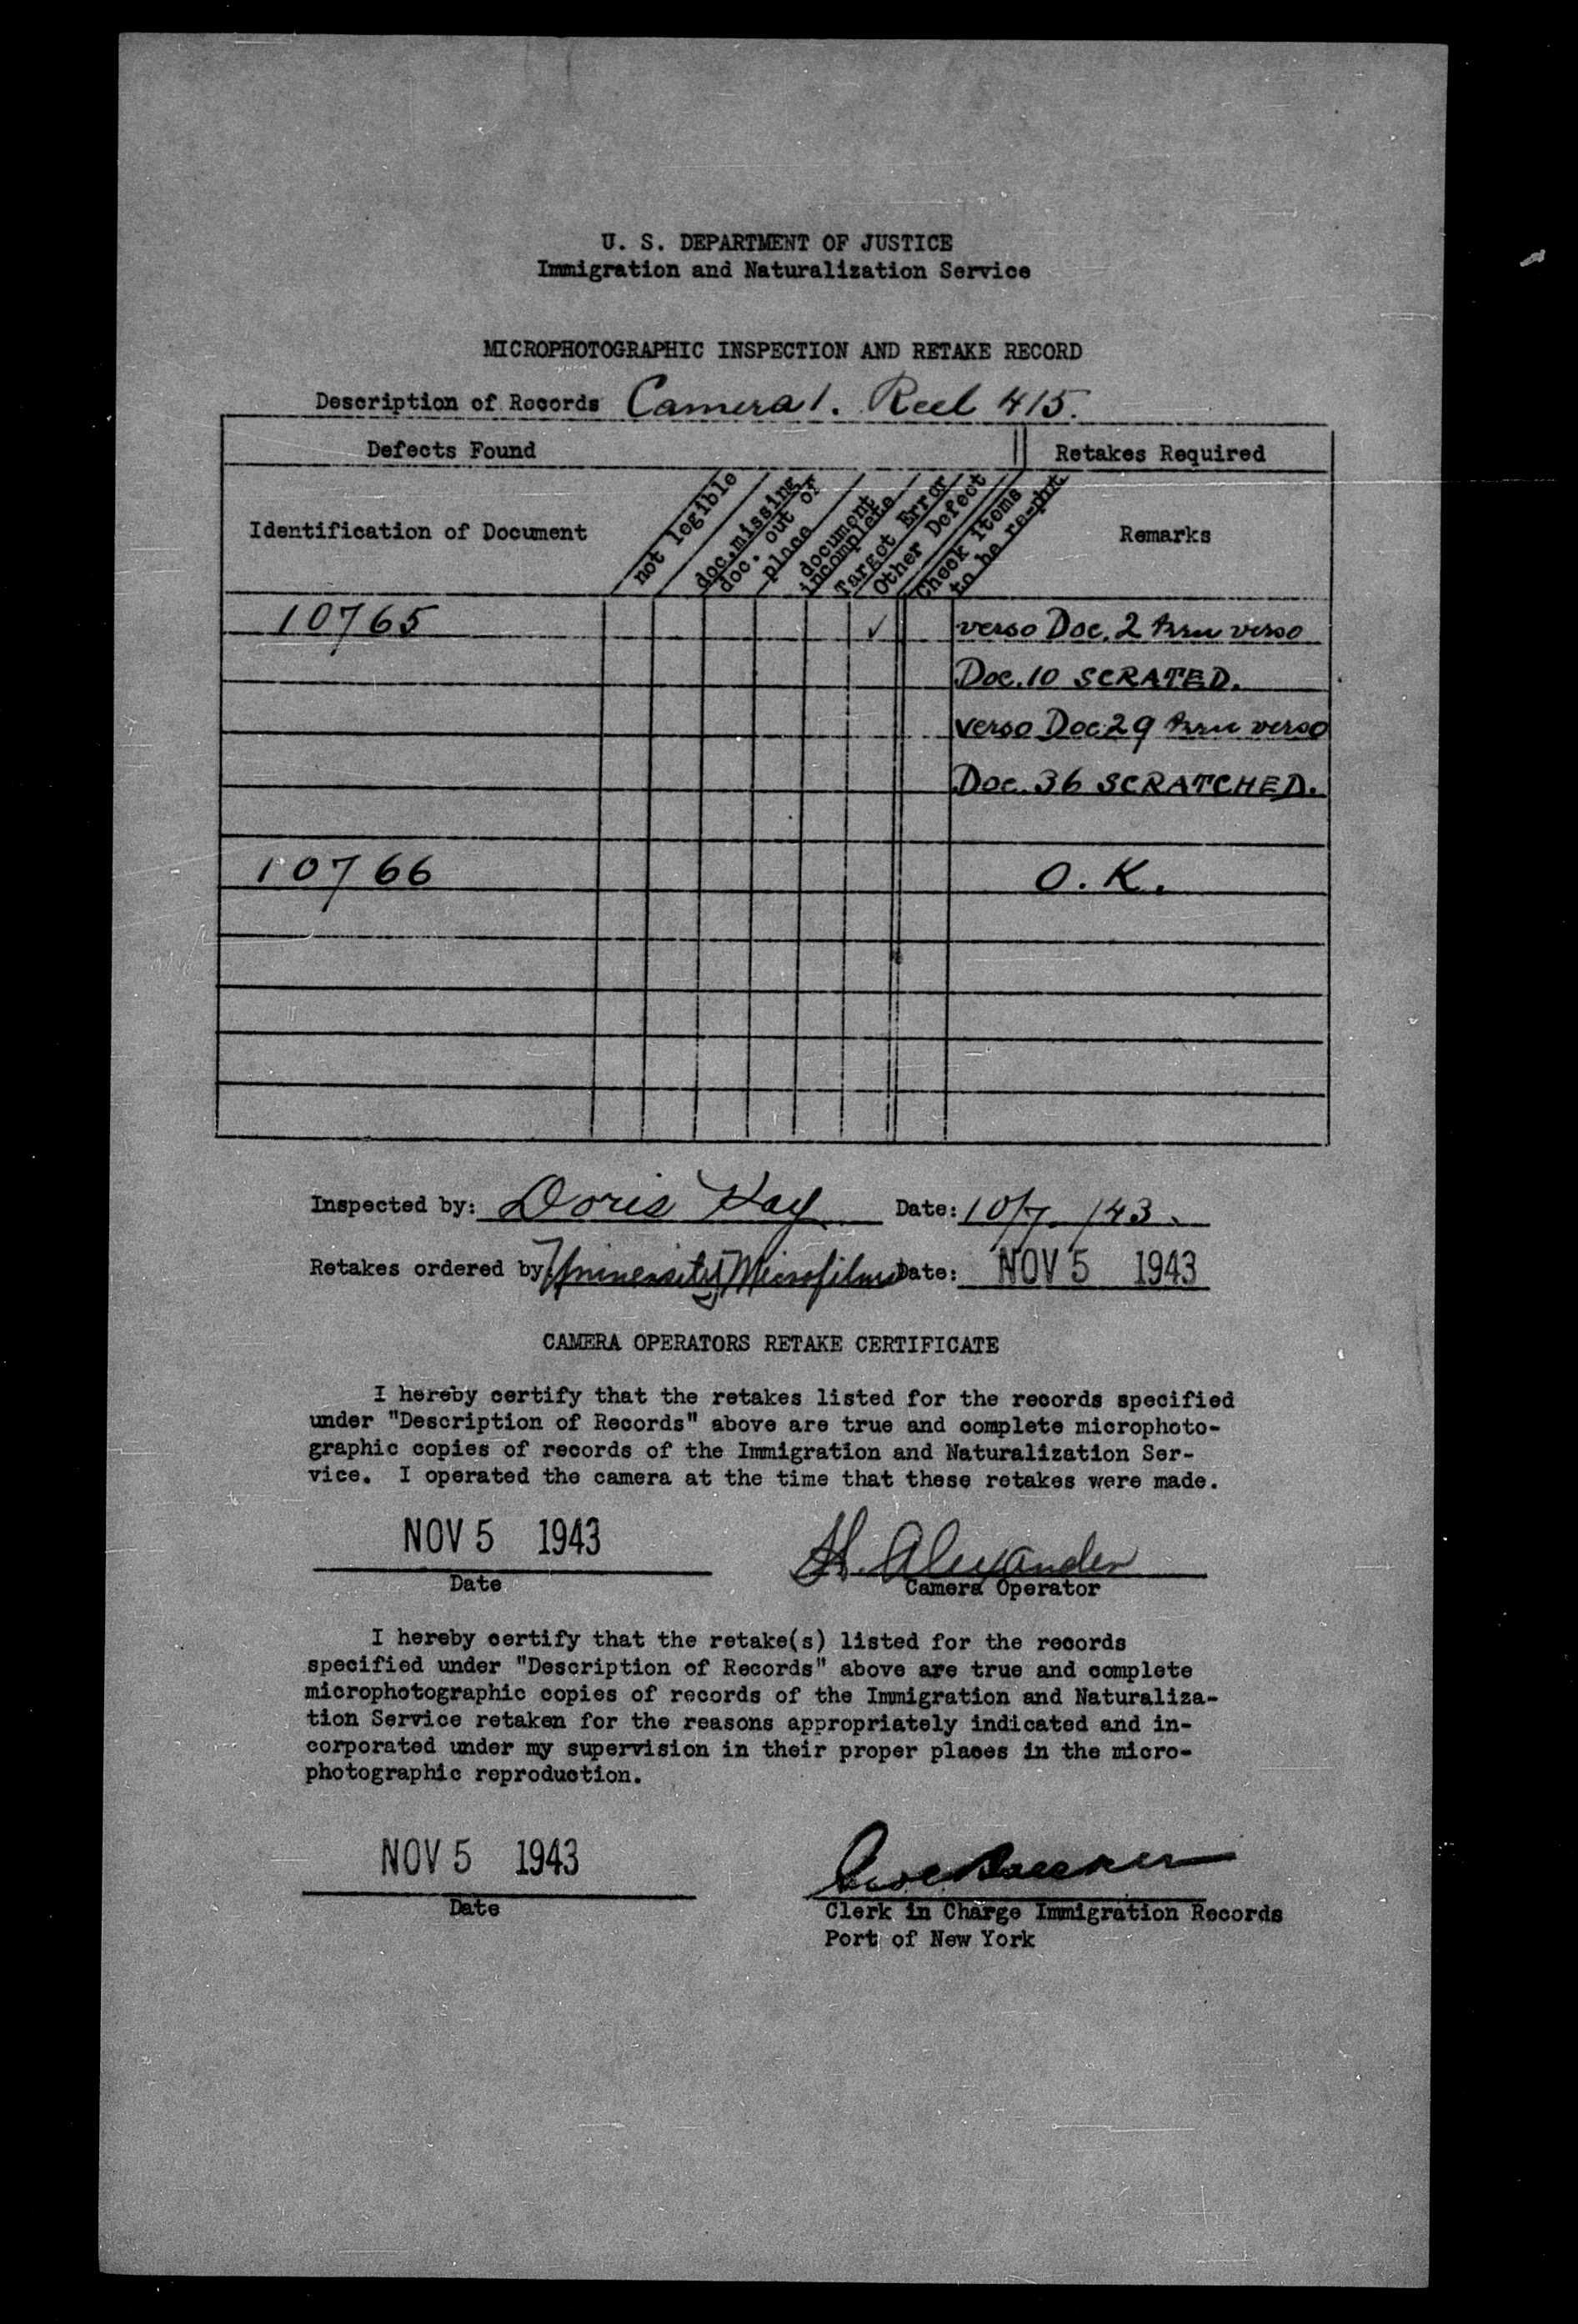 U. S. DEPARTMENT OF JUSTICE
Immigration and Naturalization Service
MICROPHOTOGRAPHIC INSPECTION AND RETAKE RECORD
Description of Records Camera 1. Reel 415.
Defects Found
Retakes Required
Identification of Document
not legible
doc. missing
doc. out of place
document incomplete
Target Error
Other Defect
Check items to be re-pht
Remarks
10765 ✓ verso Doc. 2 thru verso
Doc. 10 SCRATED.
verso Doc. 29 thru verso
Doc. 36 SCRATCHED.
10766 O. K.
Inspected by: Doris Kay Date: 10/7/43.
Retakes ordered by: University Microfilms Date: NOV 5 1943
CAMERA OPERATORS RETAKE CERTIFICATE
I hereby certify that the retakes listed for the records specified
under "Description of Records" above are true and complete microphoto-
graphic copies of records of the Immigration and Naturalization Ser-
vice. I operated the camera at the time that these retakes were made.
NOV 5 1943 H. Alexander
Date Camera Operator
I hereby certify that the retake(s) listed for the records
specified under "Description of Records" above are true and complete
microphotographic copies of records of the Immigration and Naturaliza-
tion Service retaken for the reasons appropriately indicated and in-
corporated under my supervision in their proper places in the micro-
photographic reproduction.
NOV 5 1943
Date
Clerk in Charge Immigration Records
Port of New York